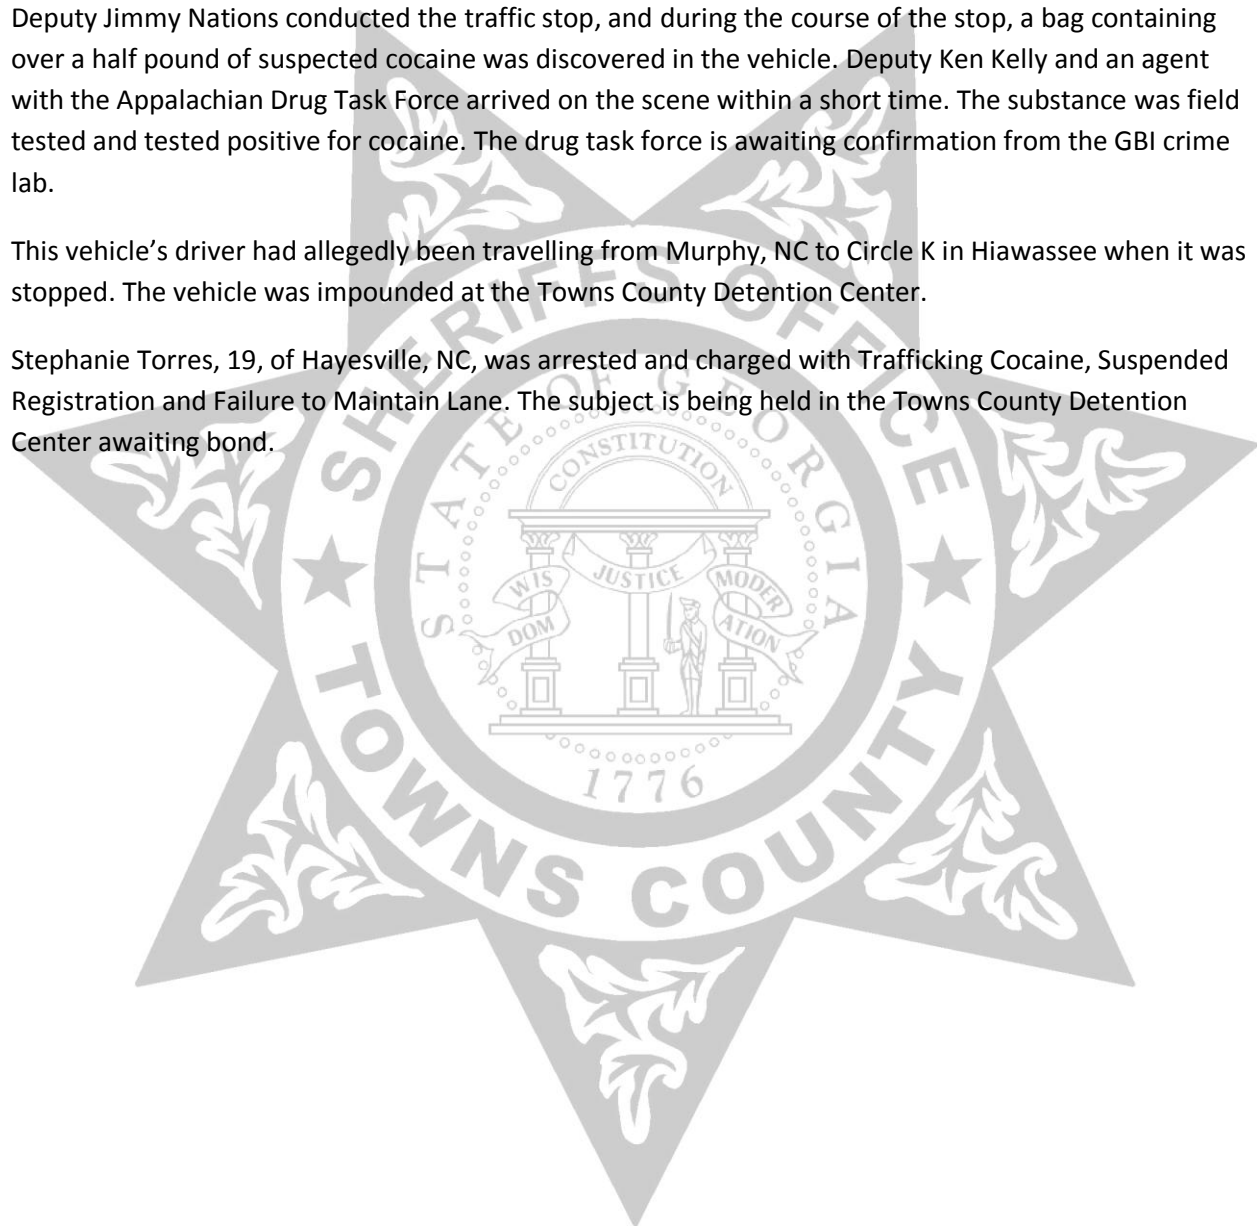 Deputy Jimmy Nations conducted the traffic stop, and during the course of the stop, a bag containing
over a half pound of suspected cocaine was discovered in the vehicle. Deputy Ken Kelly and an agent
with the Appalachian Drug Task Force arrived on the scene within a short time. The substance was field
tested and tested positive for cocaine. The drug task force is awaiting confirmation from the GBI crime
lab.
This vehicle’s driver had allegedly been travelling from Murphy, NC to Circle K in Hiawassee when it was
stopped. The vehicle was impounded at the Towns County Detention Center.
Stephanie Torres, 19, of Hayesville, NC, was arrested and charged with Trafficking Cocaine, Suspended
Registration and Failure to Maintain Lane. The subject is being held in the Towns County Detention
Center awaiting bond.
SHERIFFS OFFICE
STATE OF GEORGIA
CONSTITUTION
WIS
DOM
JUSTICE
MODER
ATION
1776
TOWNS COUNTY